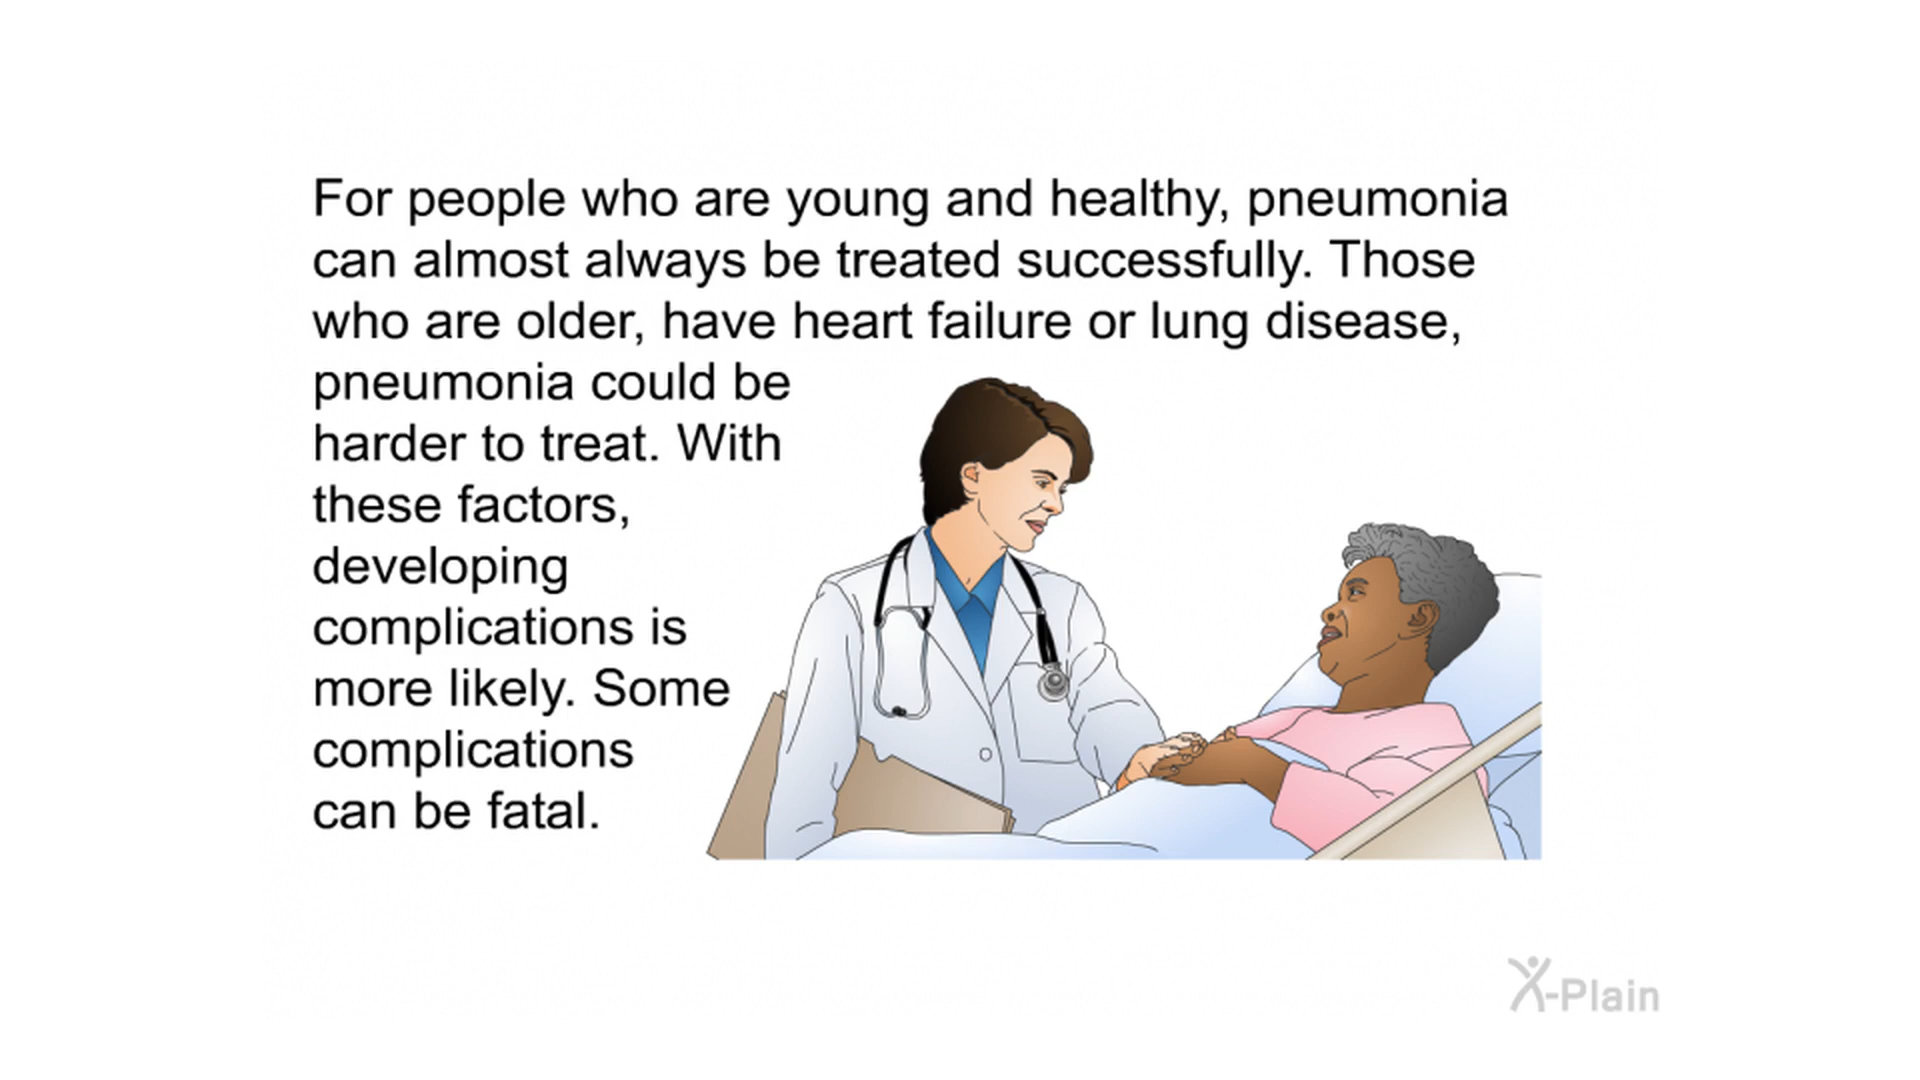 For people who are young and healthy, pneumonia
can almost always be treated successfully. Those
who are older, have heart failure or lung disease,
pneumonia could be
harder to treat. With
these factors,
developing
complications is
more likely. Some
complications
can be fatal.
X-Plain